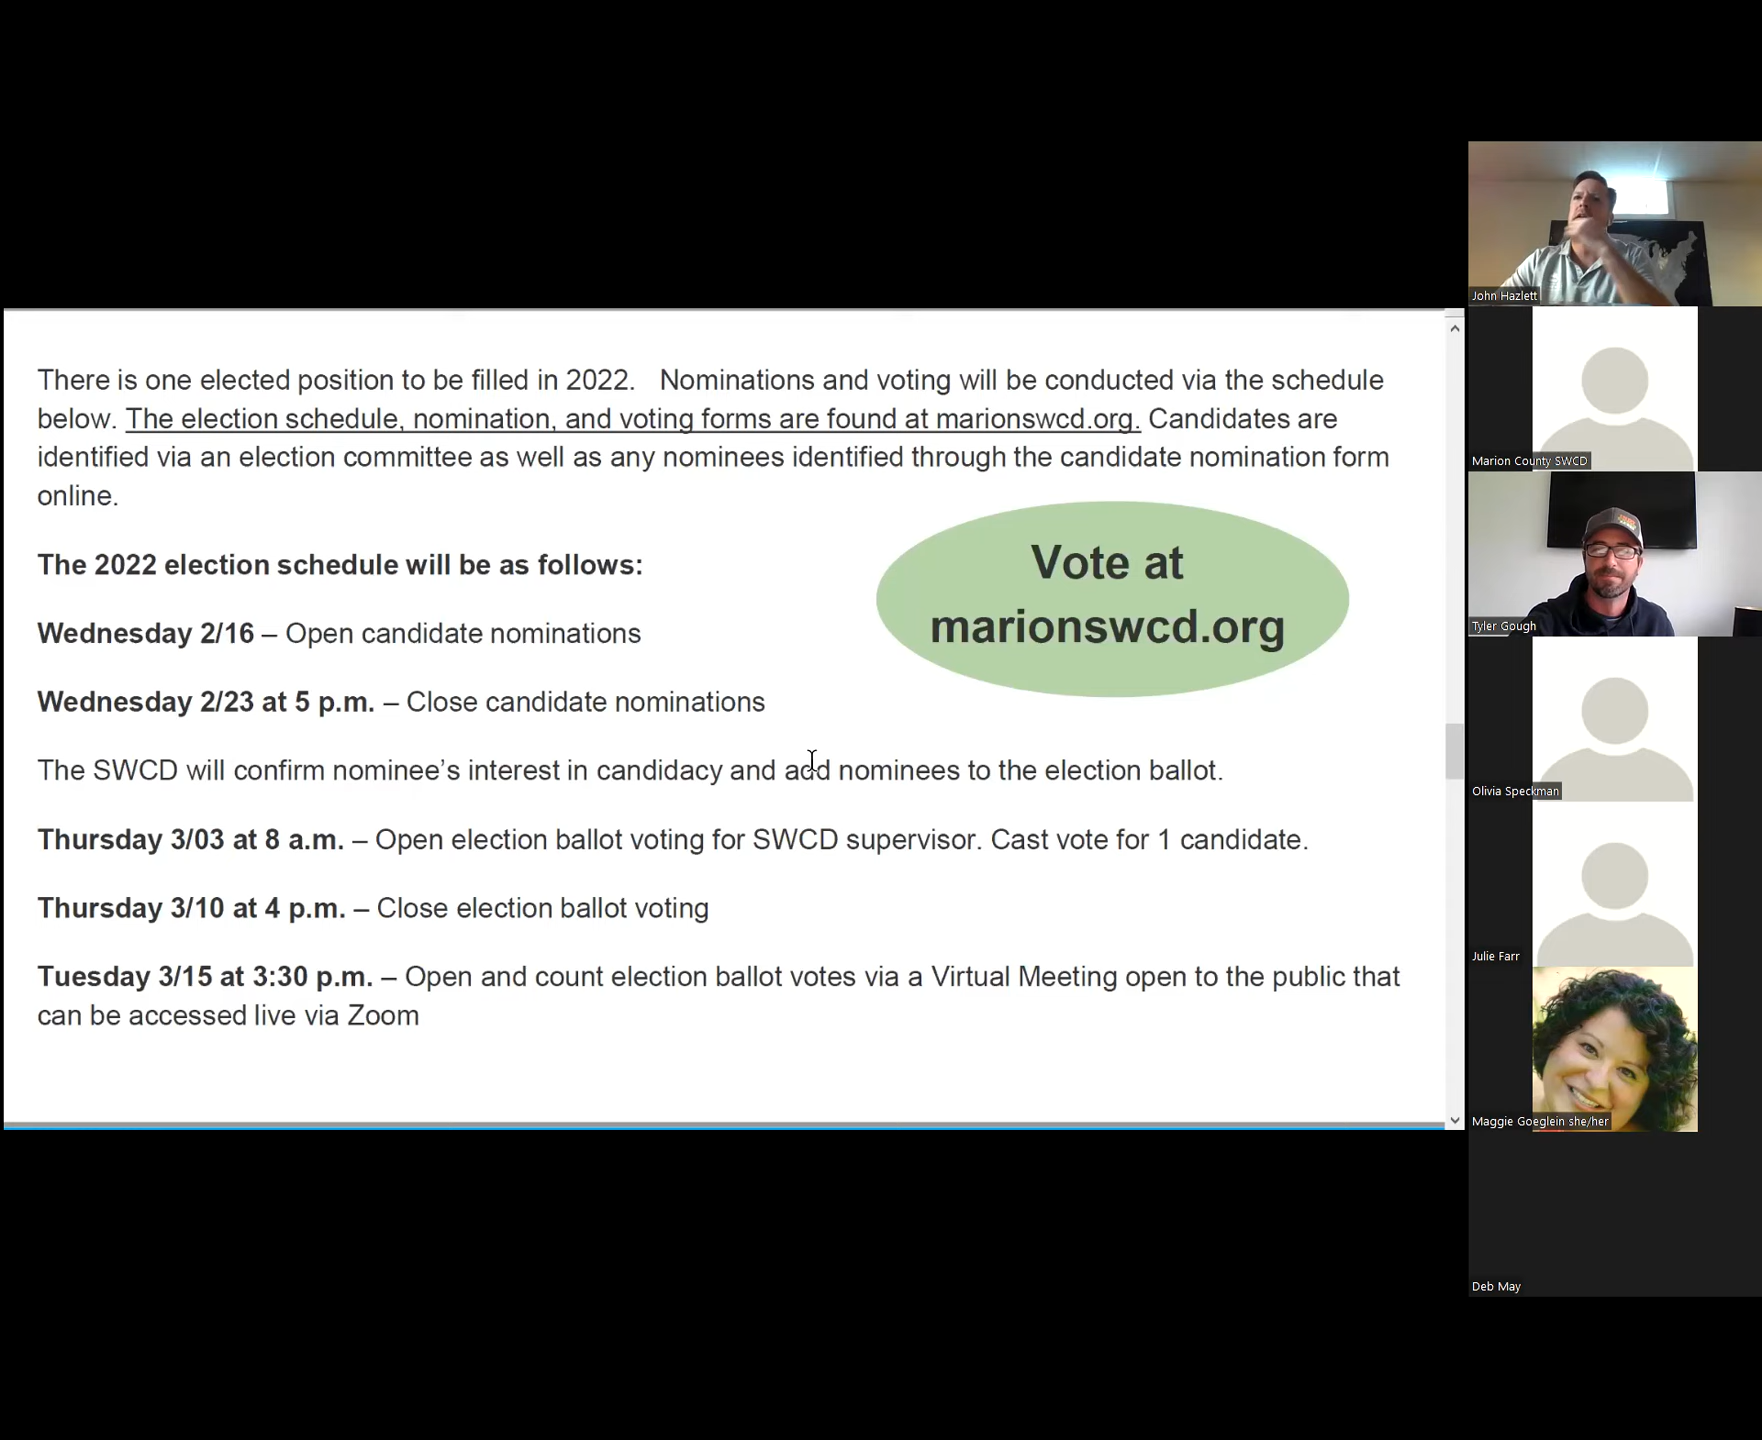 There is one elected position to be filled in 2022. Nominations and voting will be conducted via the schedule
below. The election schedule, nomination, and voting forms are found at marionswcd.org. Candidates are
identified via an election committee as well as any nominees identified through the candidate nomination form
online.
Vote at
marionswcd.org
The 2022 election schedule will be as follows:
Wednesday 2/16 – Open candidate nominations
Wednesday 2/23 at 5 p.m. – Close candidate nominations
The SWCD will confirm nominee’s interest in candidacy and add nominees to the election ballot.
Thursday 3/03 at 8 a.m. – Open election ballot voting for SWCD supervisor. Cast vote for 1 candidate.
Thursday 3/10 at 4 p.m. – Close election ballot voting
Tuesday 3/15 at 3:30 p.m. – Open and count election ballot votes via a Virtual Meeting open to the public that
can be accessed live via Zoom
John Hazlett
Marion County SWCD
Tyler Gough
Olivia Speckman
Julie Farr
Maggie Goeglein she/her
Deb May